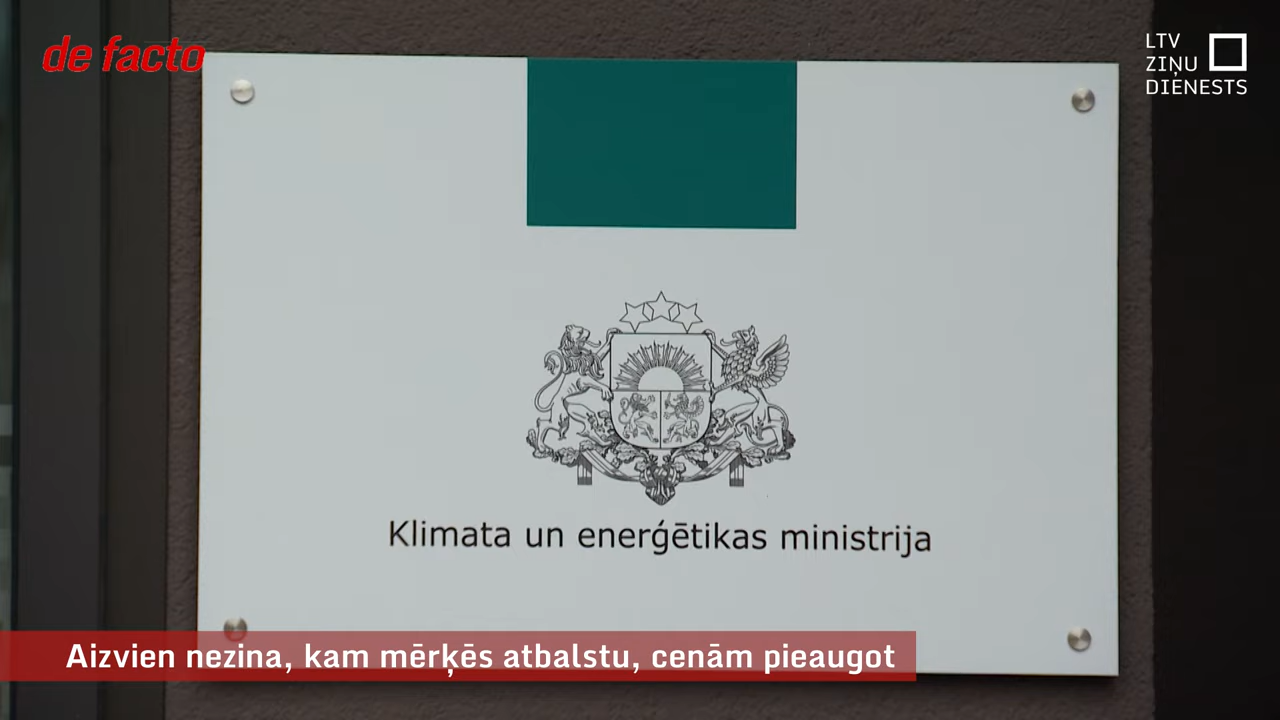 de facto
LTV
ZIŅU
DIENESTS
Klimata un enerģētikas ministrija
Aizvien nezina, kam mērķēs atbalstu, cenām pieaugot